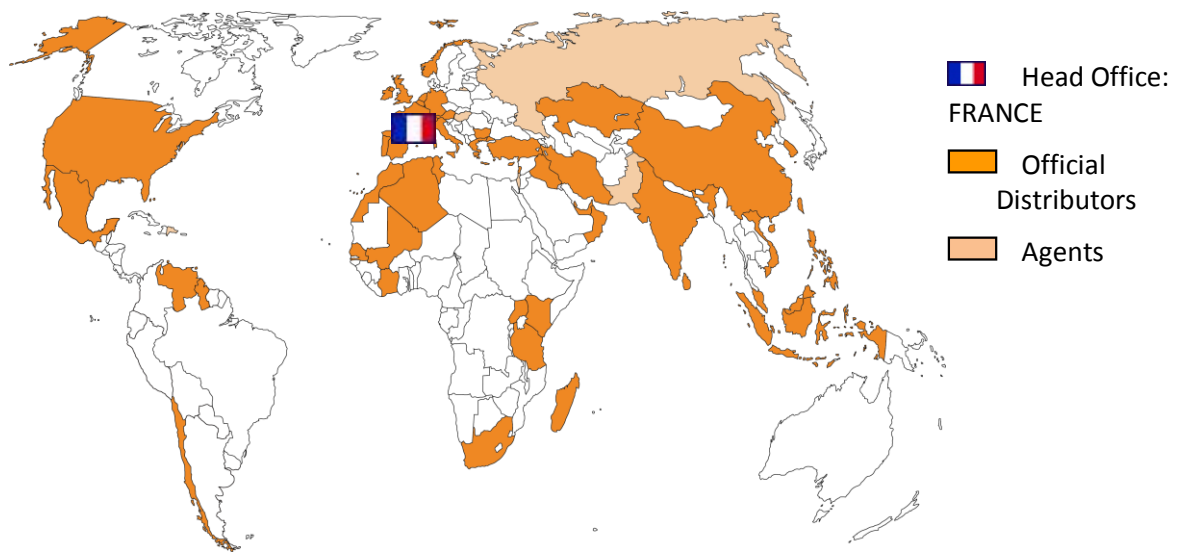 Head Office:
FRANCE
Official
Distributors
Agents